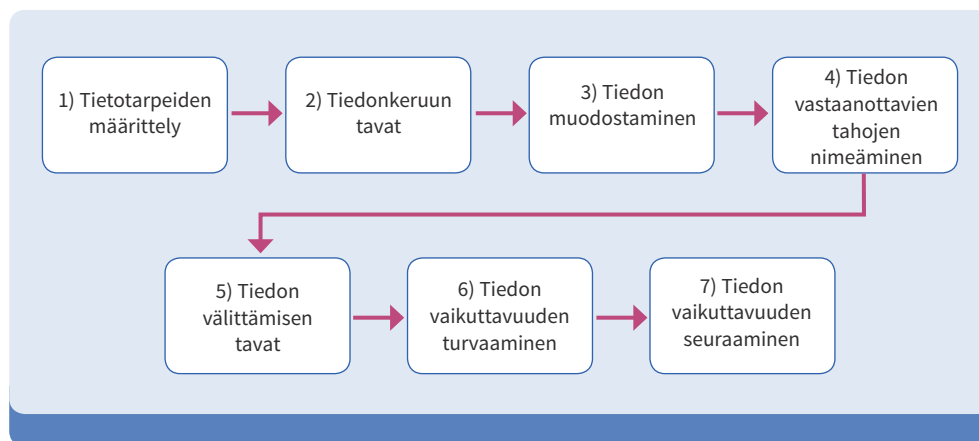 1) Tietotarpeiden
määrittely
2) Tiedonkeruun
tavat
3) Tiedon
muodostaminen
4) Tiedon
vastaanottavien
tahojen
nimeäminen
5) Tiedon
välittämisen
tavat
6) Tiedon
vaikuttavuuden
turvaaminen
7) Tiedon
vaikuttavuuden
seuraaminen